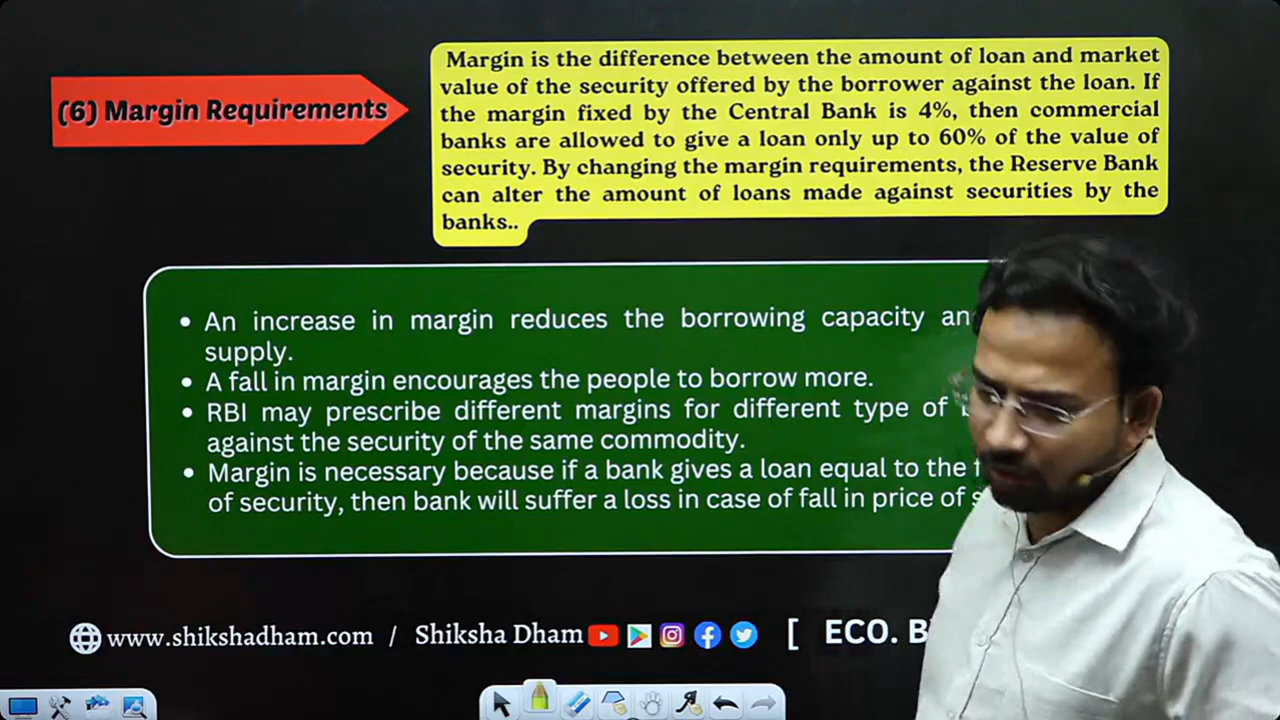 (6) Margin Requirements
Margin is the difference between the amount of loan and market
value of the security offered by the borrower against the loan. If
the margin fixed by the Central Bank is 4%, then commercial
banks are allowed to give a loan only up to 60% of the value of
security. By changing the margin requirements, the Reserve Bank
can alter the amount of loans made against securities by the
banks..
• An increase in margin reduces the borrowing capacity
supply.
• A fall in margin encourages the people to borrow more.
• RBI may prescribe different margins for different type of
against the security of the same commodity.
• Margin is necessary because if a bank gives a loan equal to the
of security, then bank will suffer a loss in case of fall in price of
www.shikshadham.com / Shiksha Dham [ ECO.